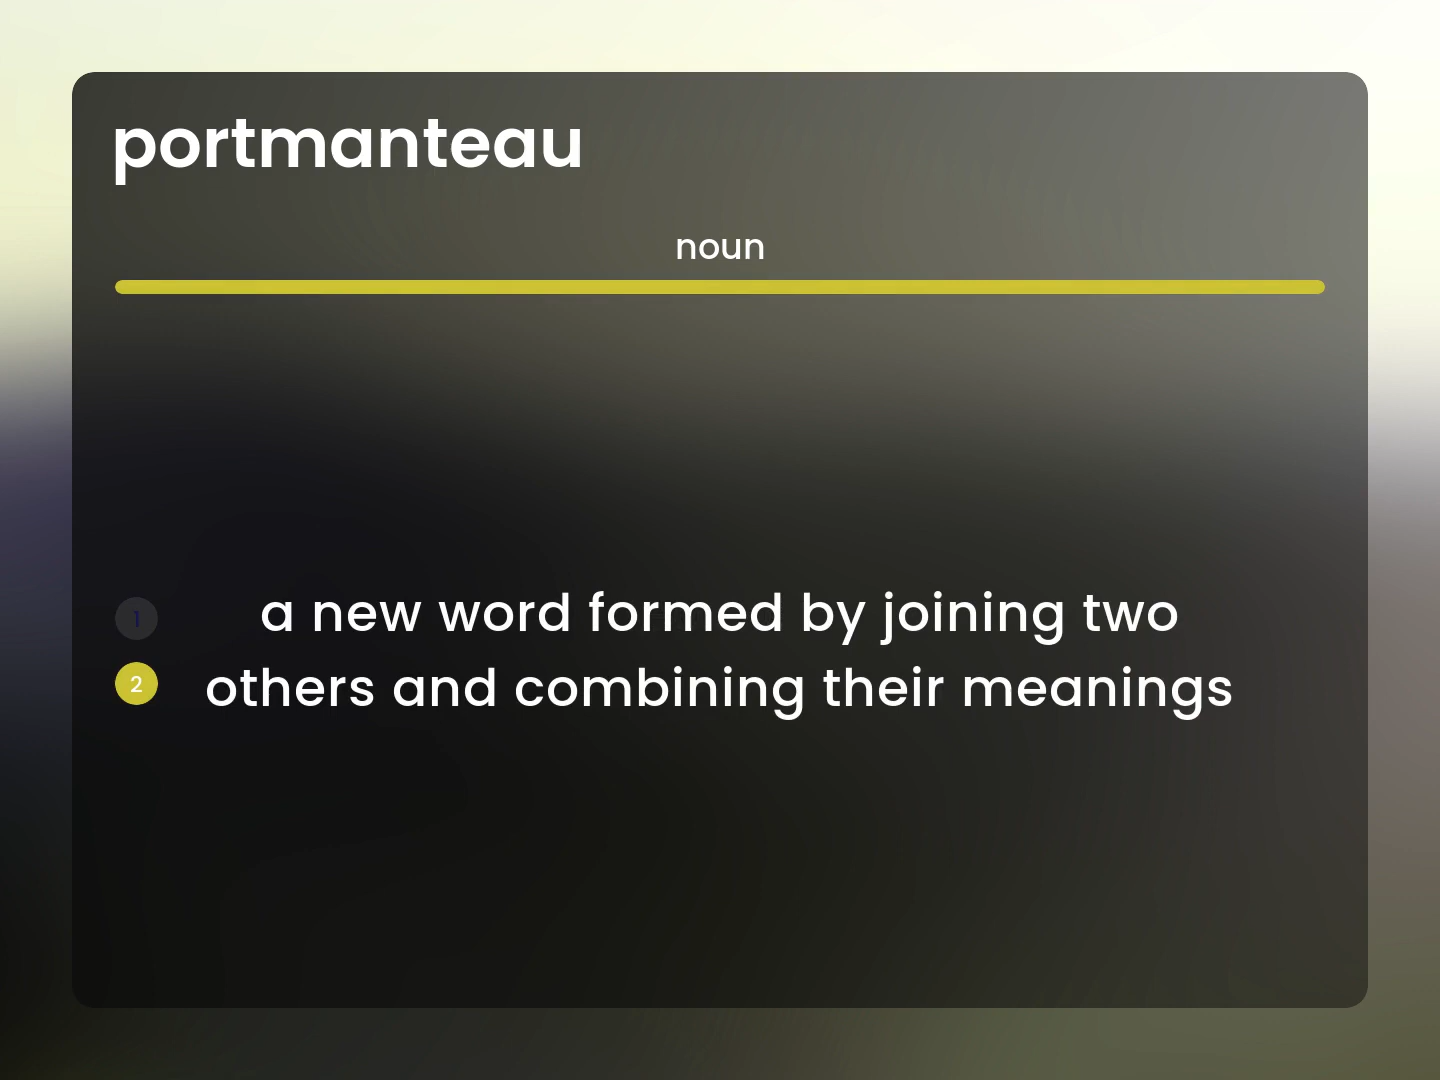 portmanteau
noun
1
a new word formed by joining two
2
others and combining their meanings